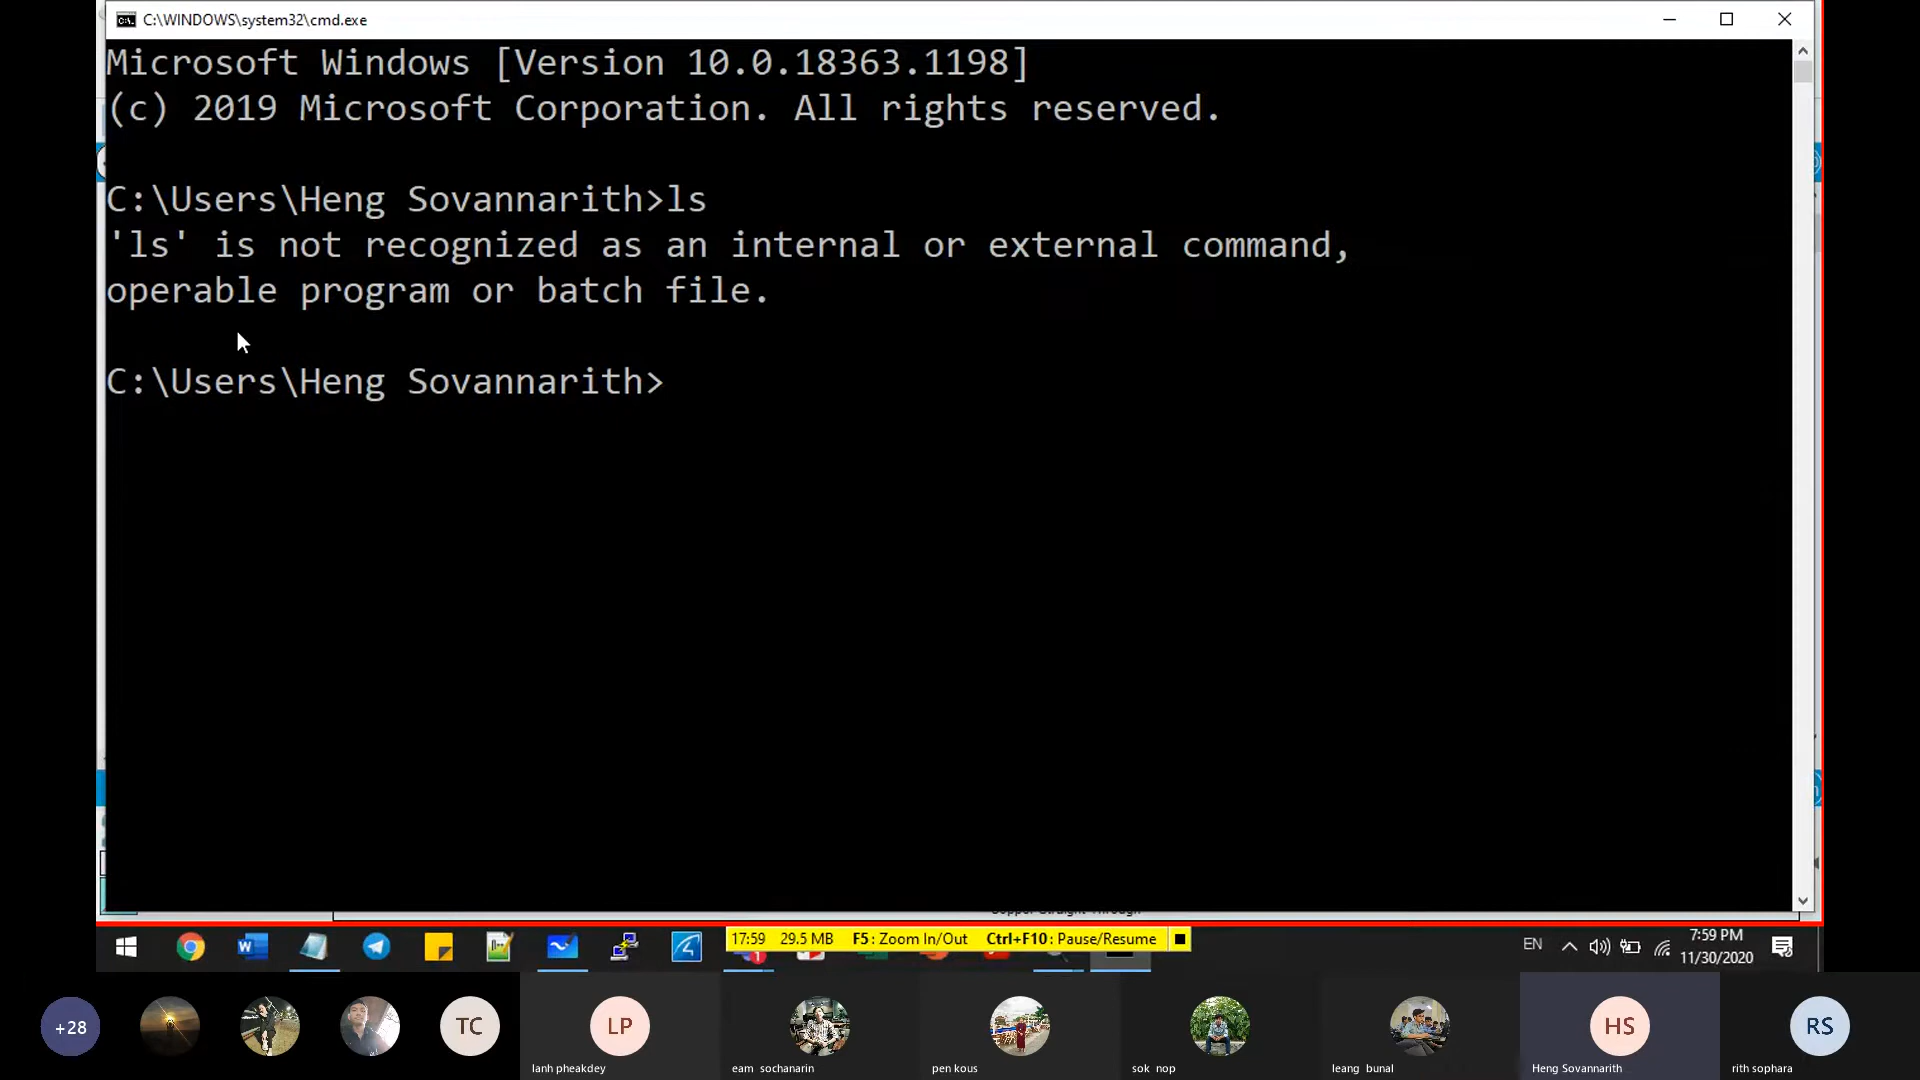 C:\WINDOWS\system32\cmd.exe
Microsoft Windows [Version 10.0.18363.1198]
(c) 2019 Microsoft Corporation. All rights reserved.
C:\Users\Heng Sovannarith>ls
'ls' is not recognized as an internal or external command,
operable program or batch file.
C:\Users\Heng Sovannarith>
17:59 29.5 MB F5: Zoom In/Out Ctrl+F10: Pause/Resume
EN
7:59 PM
11/30/2020
+28
TC
LP
HS
RS
lanh pheakdey
eam sochanarin
pen kous
sok nop
leang bunal
Heng Sovannarith
rith sophara